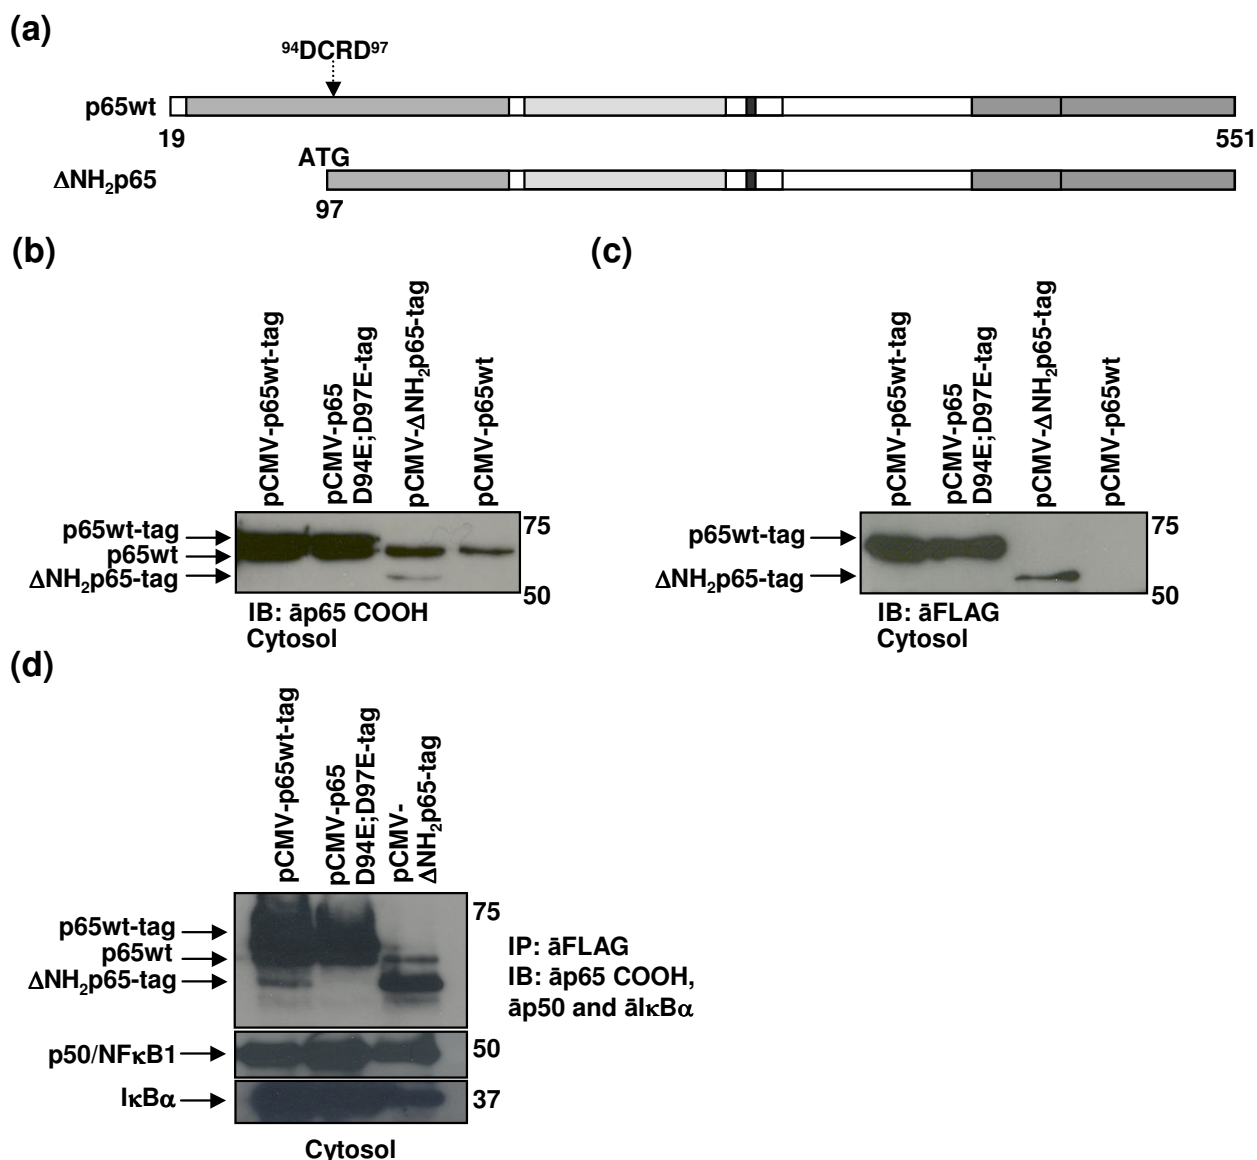 (a)
94DCRD97
p65wt
19
551
ATG
ΔNH2p65
97
(b)
pCMV-p65wt-tag
pCMV-p65
D94E;D97E-tag
pCMV-ΔNH2p65-tag
pCMV-p65wt
p65wt-tag
p65wt
ΔNH2p65-tag
75
50
IB: āp65 COOH
Cytosol
(c)
pCMV-p65wt-tag
pCMV-p65
D94E;D97E-tag
pCMV-ΔNH2p65-tag
pCMV-p65wt
p65wt-tag
ΔNH2p65-tag
75
50
IB: āFLAG
Cytosol
(d)
pCMV-p65wt-tag
pCMV-p65
D94E;D97E-tag
pCMV-
ΔNH2p65-tag
p65wt-tag
p65wt
ΔNH2p65-tag
75
IP: āFLAG
IB: āp65 COOH,
āp50 and āIκBα
p50/NFκB1
50
IκBα
37
Cytosol